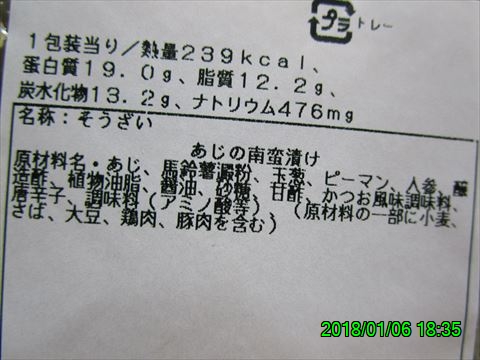 プラ トレー
1包装当り/熱量239kcal、
蛋白質19.0g、脂質12.2g、
炭水化物13.2g、ナトリウム476mg
名称:そうざい
あじの南蛮漬け
原材料名・あじ、馬鈴薯澱粉、玉葱、ピーマン、人参、醸
造酢、植物油脂、醤油、砂糖、甘酢、かつお風味調味料、
唐辛子、調味料(アミノ酸等) (原材料の一部に小麦、
さば、大豆、鶏肉、豚肉を含む)
2018/01/06 18:35